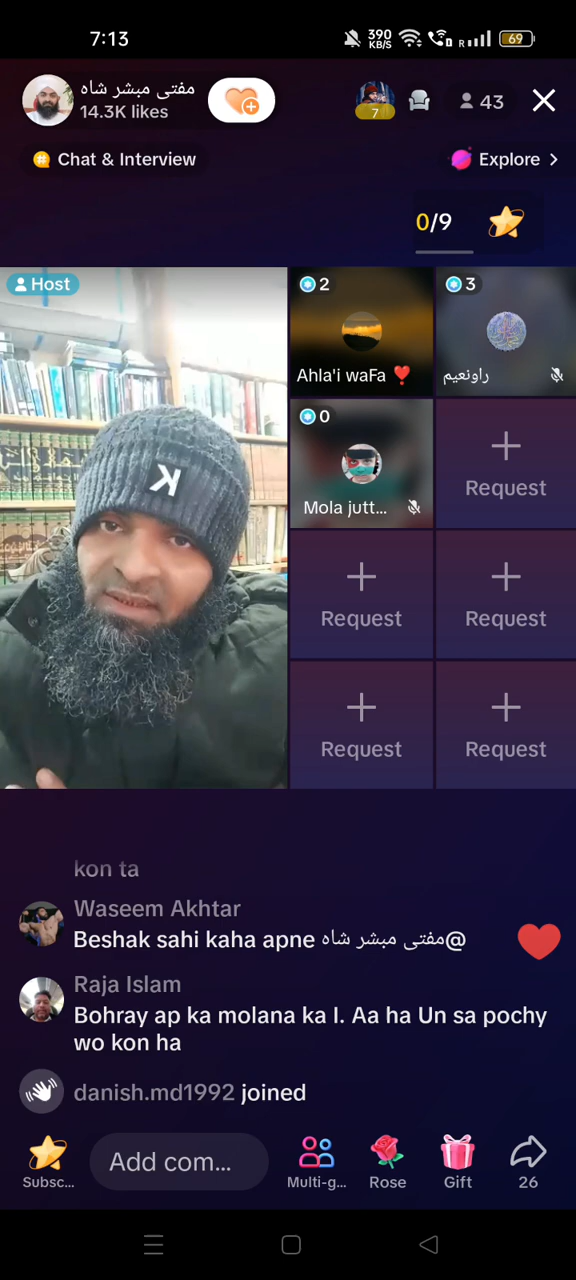 7:13
390
KB/S
R
69
مفتی مبشر شاہ
14.3K likes
7
43
Chat & Interview
Explore
0/9
Host
2
3
Ahla'i waFa
راونعیم
K
0
Mola jutt...
Request
Request
Request
Request
Request
kon ta
Waseem Akhtar
Beshak sahi kaha apne مفتی مبشر شاہ@
Raja Islam
Bohray ap ka molana ka I. Aa ha Un sa pochy
wo kon ha
danish.md1992 joined
Subsc...
Add com...
Multi-g...
Rose
Gift
26